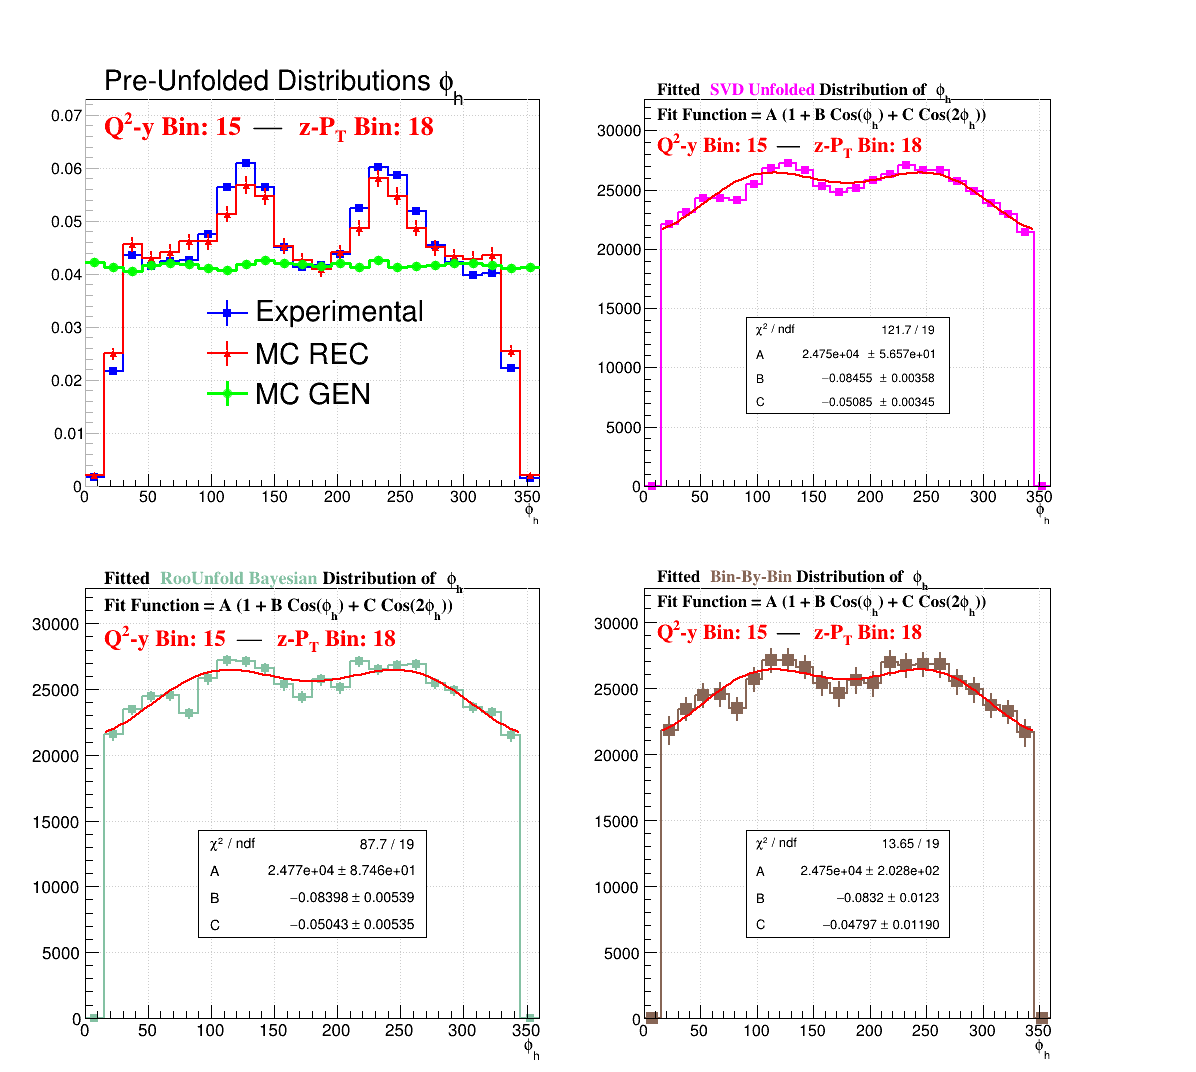 Pre-Unfolded Distributions ϕh
Q²-y Bin: 15 — z-PT Bin: 18
0.07
0.06
0.05
0.04
0.03
0.02
0.01
0
Experimental
MC REC
MC GEN
0 50 100 150 200 250 300 350
ϕh
Fitted SVD Unfolded Distribution of ϕh
Fit Function = A (1 + B Cos(ϕh) + C Cos(2ϕh))
Q²-y Bin: 15 — z-PT Bin: 18
30000
25000
20000
15000
10000
5000
0
χ² / ndf 121.7 / 19
A 2.475e+04 ± 5.657e+01
B −0.08455 ± 0.00358
C −0.05085 ± 0.00345
0 50 100 150 200 250 300 350
ϕh
Fitted RooUnfold Bayesian Distribution of ϕh
Fit Function = A (1 + B Cos(ϕh) + C Cos(2ϕh))
Q²-y Bin: 15 — z-PT Bin: 18
30000
25000
20000
15000
10000
5000
0
χ² / ndf 87.7 / 19
A 2.477e+04 ± 8.746e+01
B −0.08398 ± 0.00539
C −0.05043 ± 0.00535
0 50 100 150 200 250 300 350
ϕh
Fitted Bin-By-Bin Distribution of ϕh
Fit Function = A (1 + B Cos(ϕh) + C Cos(2ϕh))
Q²-y Bin: 15 — z-PT Bin: 18
30000
25000
20000
15000
10000
5000
0
χ² / ndf 13.65 / 19
A 2.475e+04 ± 2.028e+02
B −0.0832 ± 0.0123
C −0.04797 ± 0.01190
0 50 100 150 200 250 300 350
ϕh